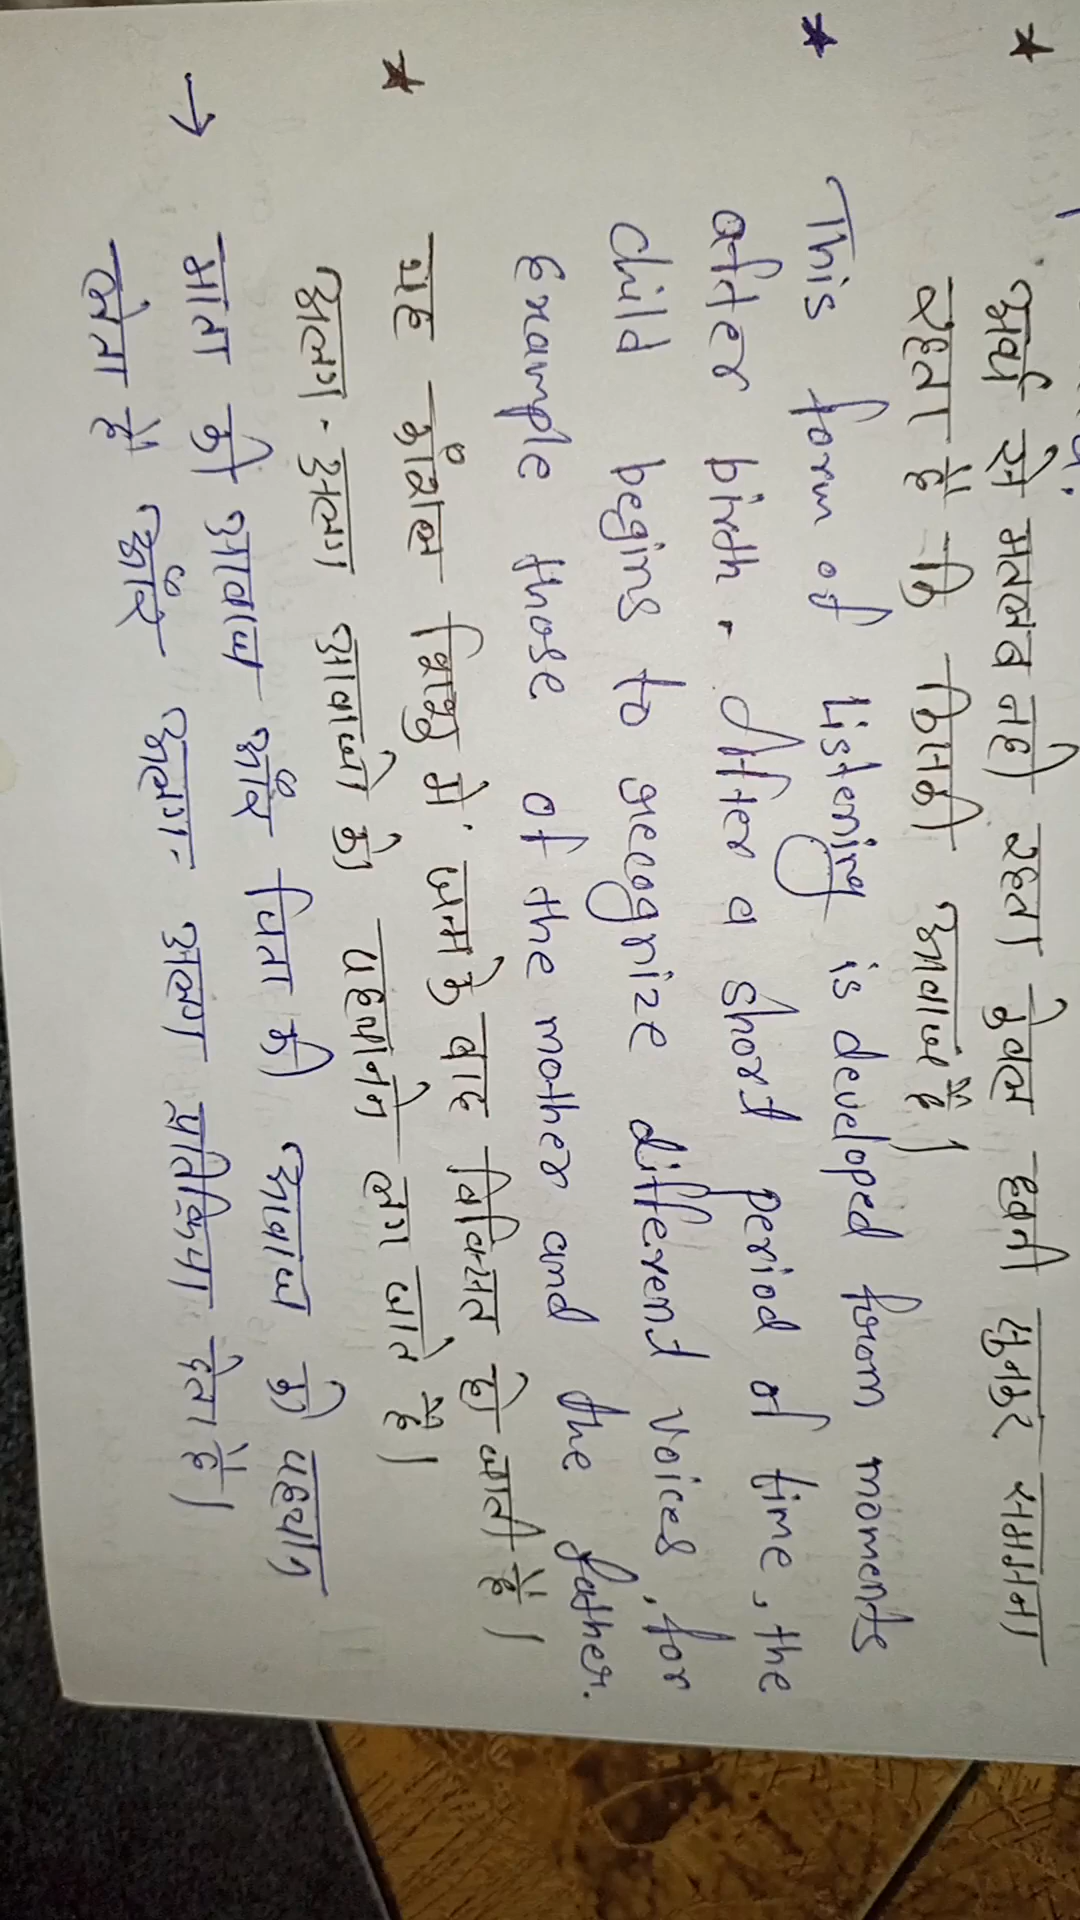 ★ अर्थ से मतलब नही रहता केवल ध्वनी सुनकर समझना
रहता है कि किसकी आवाज है।
★ This form of Listening is developed from moments
after birth. After a short period of time, the
child begins to recognize different voices, for
Example those of the mother and the father.
★ यह कौशल शिशु में जन्म के बाद विकिसत हो जाती है।
अलग-अलग आवाजो को पहचानने लग जाते है।
→ माता की आवाज और पिता की आवाज को पहचान
लेता है। और अलग-अलग प्रतिक्रिया देता है।